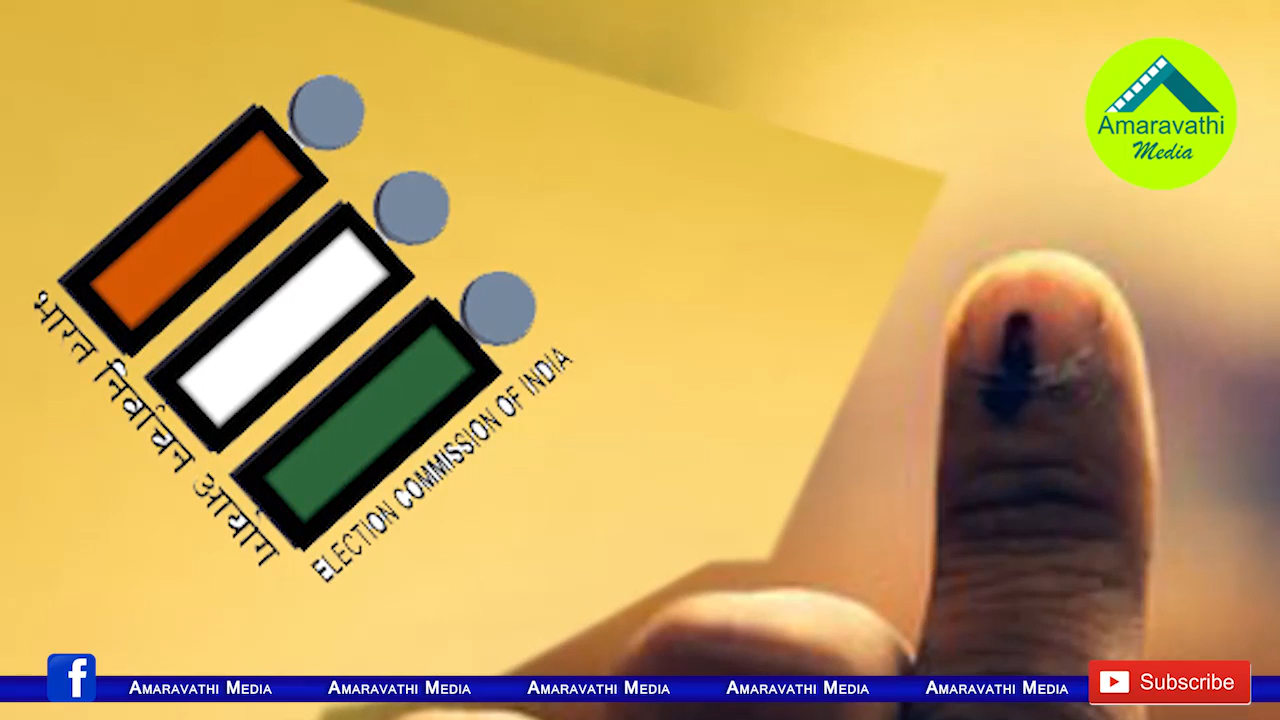 Amaravathi
Media
भारत निर्वाचन आयोग
ELECTION COMMISSION OF INDIA
f
AMARAVATHI MEDIA AMARAVATHI MEDIA AMARAVATHI MEDIA AMARAVATHI MEDIA AMARAVATHI MEDIA
Subscribe